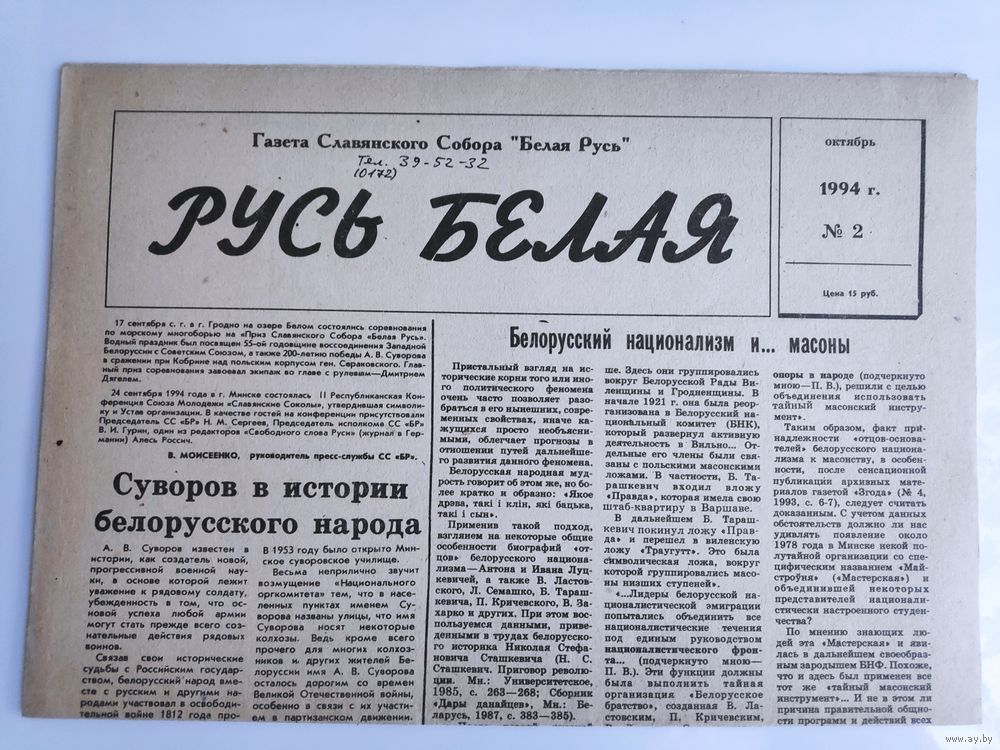 Газета Славянского Собора "Белая Русь"
Тел. 39-52-32
(0172)
РУСЬ БЕЛАЯ
октябрь
1994 г.
№ 2
Цена 15 руб.
17 сентября с. г. в г. Гродно на озере Белом состоялись соревнования
по морскому многоборью на «Приз Славянского Собора «Белая Русь».
Водный праздник был посвящен 55-ой годовщине воссоединения Западной
Белоруссии с Советским Союзом, а также 200-летию победы А. В. Суворова
в сражении при Кобрине над польским корпусом ген. Сераковского. Глав-
ный приз соревнования завоевал экипаж во главе с рулевым—Дмитрием
Дягелем.
24 сентября 1994 года в г. Минске состоялась II Республиканская Кон-
ференция Союза Молодежи «Славянские Соколы», утвердившая символи-
ку и Устав организации. В качестве гостей на конференции присутствовали
Председатель СС «БР» Н. М. Сергеев, Председатель исполкома СС «БР»
В. И. Гурин, один из редакторов «Свободного слова Руси» (журнал в Гер-
мании) Алесь Россич.
В. МОИСЕЕНКО, руководитель пресс-службы СС «БР».
Суворов в истории
белорусского народа
А. В. Суворов известен в
истории, как создатель новой,
прогрессивной военной нау-
ки, в основе которой лежит
уважение к рядовому солдату,
убежденность в том, что ос-
новой успеха любой армии
могут стать прежде всего соз-
нательные действия рядовых
воинов.
Связав свои исторические
судьбы с Российским государ-
ством, белорусский народ вме-
сте с русским и другими на-
родами участвовал в освободи-
тельной войне 1812 года про-
В 1953 году было открыто Мин-
ское суворовское училище.
Весьма неприлично звучит
возмущение «Национального
оргкомитета» тем, что в насе-
ленных пунктах именем Су-
ворова названы улицы, что имя
Суворова носят некоторые
колхозы. Ведь кроме всего
прочего для многих колхоз-
ников и других жителей Бе-
лоруссии имя А. В. Суворова
осталось дорогим со времен
Великой Отечественной войны,
особенно в связи с их участи-
ем в партизанском движении.
Белорусский национализм и... масоны
Пристальный взгляд на ис-
торические корни того или ино-
го политического феномена
очень часто позволяет разо-
браться в его нынешних, совре-
менных свойствах, иначе ка-
жущихся просто необъясни-
мыми, облегчает прогнозы в
отношении путей дальнейше-
го развития данного феномена.
Белорусская народная муд-
рость говорит об этом же, но бо-
лее кратко и образно: «Якое
дрэва, такі і клін, які бацька,
такі і сын».
Применив такой подход,
взглянем на некоторые общие
особенности биографий «от-
цов» белорусского национа-
лизма—Антона и Ивана Луц-
кевичей, а также В. Ластовс-
кого, Л. Семашко, Б. Тараш-
кевича, П. Кричевского, В. За-
харко и других. При этом вос-
пользуемся данными, приве-
денными в трудах белорусско-
го историка Николая Стефа-
новича Сташкевича (Н. С.
Сташкевич. Приговор револю-
ции. Мн.: Университетское,
1985, с. 263—268; Сборник
«Дары данайцев», Мн.: Бе-
ларусь, 1987, с. 383—385).
ше. Здесь они группировались
вокруг Белорусской Рады Ви-
ленщины и Гродненщины. В
начале 1921 г. она была реор-
ганизована в Белорусский на-
циональный комитет (БНК),
который развернул активную
деятельность в Вильно... От-
дельные его члены были свя-
заны с польскими масонскими
ложами. В частности, Б. Та-
рашкевич входил вложу
«Правда», которая имела свою
штаб-квартиру в Варшаве.
В дальнейшем Б. Тараш-
кевич покинул ложу «Прав-
да» и перешел в виленскую
ложу «Траугутт». Это была
символическая ложа, вокруг
которой группировались масо-
ны низших ступеней».
«...Лидеры белорусской на-
ционалистической эмиграции
попытались объединить все
националистические течения
под единым руководством
национального фрон-
та... (подчеркнуто мною—
П. В.). Эти функции должны
была выполнить тайная
организация «Белорусское
братство», созданная В. Ла-
стовским, П. Кричевским,
опоры в народе (подчеркнуто
мною—П. В.), решили с целью
объединения использовать
тайный масонский инстру-
мент».
Таким образом, факт при-
надлежности «отцов-основа-
телей» белорусского национа-
лизма к масонству, в особен-
ности, после сенсационной
публикации архивных мате-
риалов газетой «Згода» (№ 4,
1993, с. 6-7), следует считать
доказанным. С учетом данных
обстоятельств должно ли нас
удивлять появление около
1978 года в Минске некой по-
лутайной организации со спе-
цифическим названием «Май-
строўня» («Мастерская») и
объединившей некоторых
представителей националисти-
чески настроенного студен-
чества?
По мнению знающих лю-
дей эта «Мастерская» и яви-
лась в дальнейшем своеобраз-
ным зародышем БНФ. Похоже,
что и здесь был применен все
тот же «тайный масонский
инструмент»... И не в этом ли
причина правительной общно-
сти программ и действий всех
www.ay.by